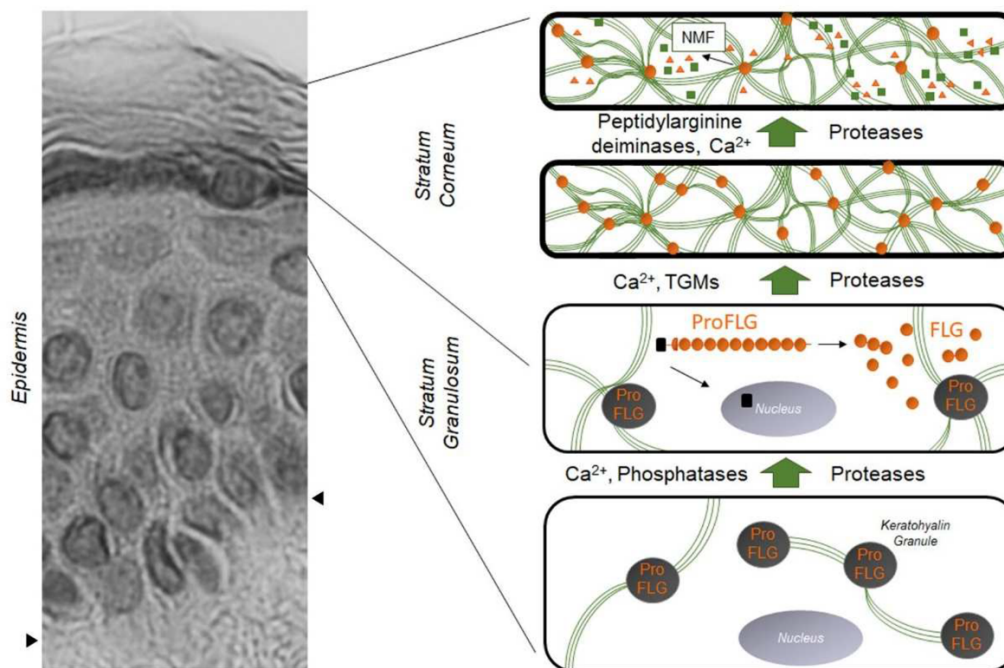 Epidermis
Stratum
Corneum
Stratum
Granulosum
NMF
Peptidylarginine
deiminases, Ca²⁺
Proteases
Ca²⁺, TGMs
Proteases
ProFLG
FLG
Pro
FLG
Nucleus
Pro
FLG
Ca²⁺, Phosphatases
Proteases
Keratohyalin
Granule
Pro
FLG
Pro
FLG
Pro
FLG
Pro
FLG
Nucleus